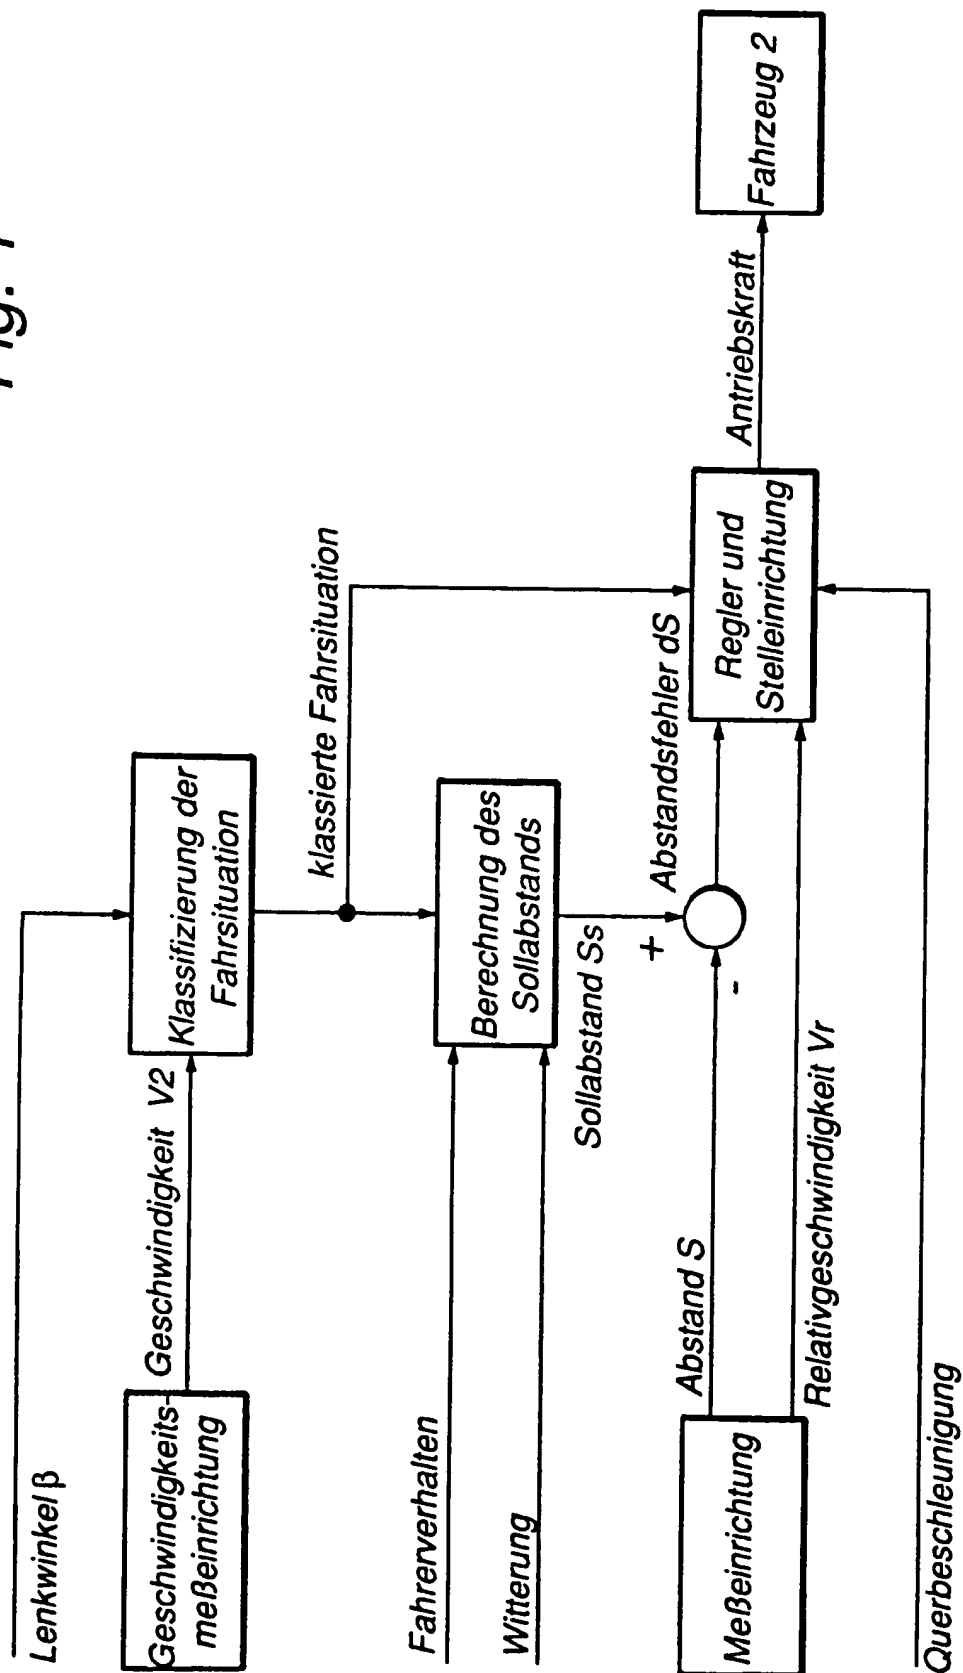 Fig. 1
Lenkwinkel β
Geschwindigkeits-
meßeinrichtung
Geschwindigkeit V2
Klassifizierung der
Fahrsituation
klassierte Fahrsituation
Fahrerverhalten
Witterung
Berechnung des
Sollabstands
Sollabstand Ss
+
-
Abstandsfehler dS
Meßeinrichtung
Abstand S
Relativgeschwindigkeit Vr
Regler und
Stelleinrichtung
Antriebskraft
Fahrzeug 2
Querbeschleunigung